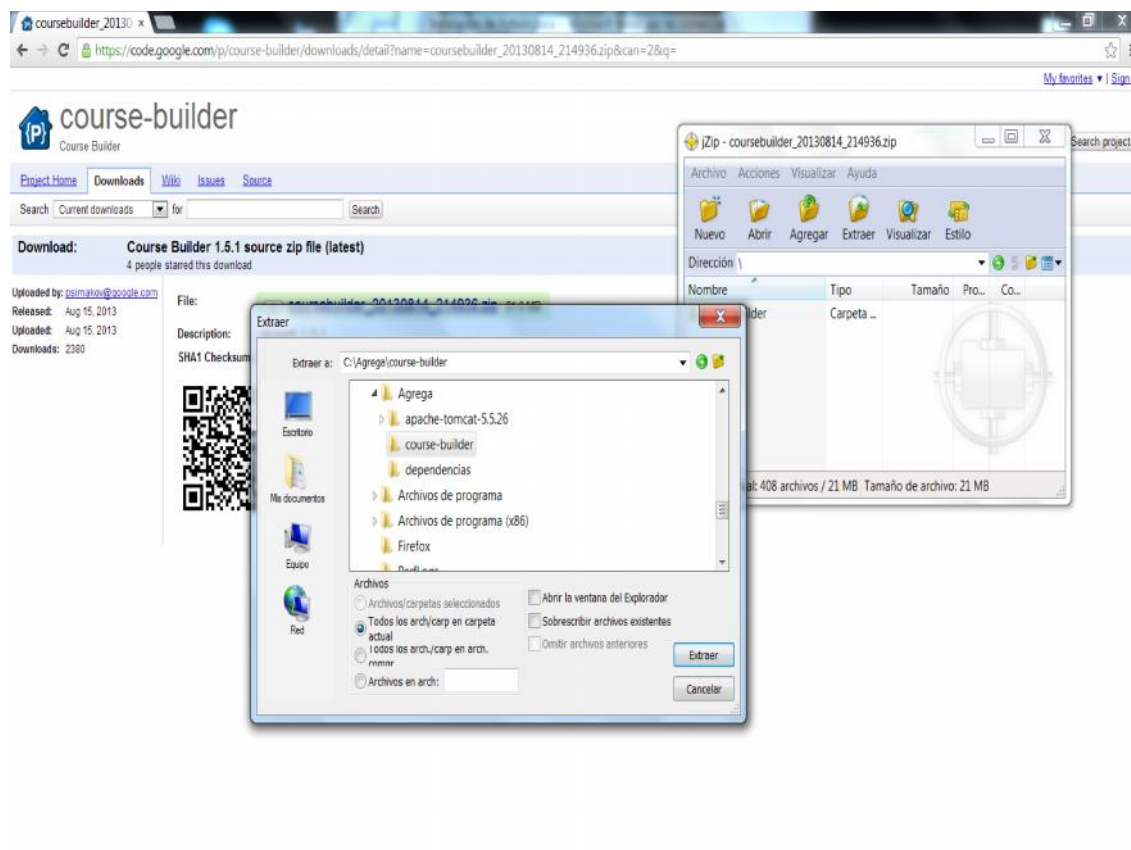 coursebuilder_20130
https://code.google.com/p/course-builder/downloads/detail?name=coursebuilder_20130814_214936.zip&can=2&q=
My favorites ▼ | Sign
course-builder
Course Builder
Search project
Project Home Downloads Wiki Issues Source
Search Current downloads for Search
Download: Course Builder 1.5.1 source zip file (latest)
4 people starred this download
Uploaded by: psimakov@google.com
Released: Aug 15, 2013
Uploaded: Aug 15, 2013
Downloads: 2380
File: coursebuilder_20130814_214936.zip
Description:
SHA1 Checksum
jZip - coursebuilder_20130814_214936.zip
Archivo Acciones Visualizar Ayuda
Nuevo Abrir Agregar Extraer Visualizar Estilo
Dirección \
Nombre Tipo Tamaño Pro... Co...
lder Carpeta ...
al: 408 archivos / 21 MB Tamaño de archivo: 21 MB
Extraer
Extraer a: C:\Agrega\course-builder
Escritorio
Mis documentos
Equipo
Red
Agrega
apache-tomcat-5.5.26
course-builder
dependencias
Archivos de programa
Archivos de programa (x86)
Firefox
PerfLogs
Archivos
Archivos/carpetas seleccionados
Todos los arch/carp en carpeta
actual
Todos los arch./carp en arch.
compr.
Archivos en arch:
Abrir la ventana del Explorador
Sobrescribir archivos existentes
Omitir archivos anteriores
Extraer
Cancelar